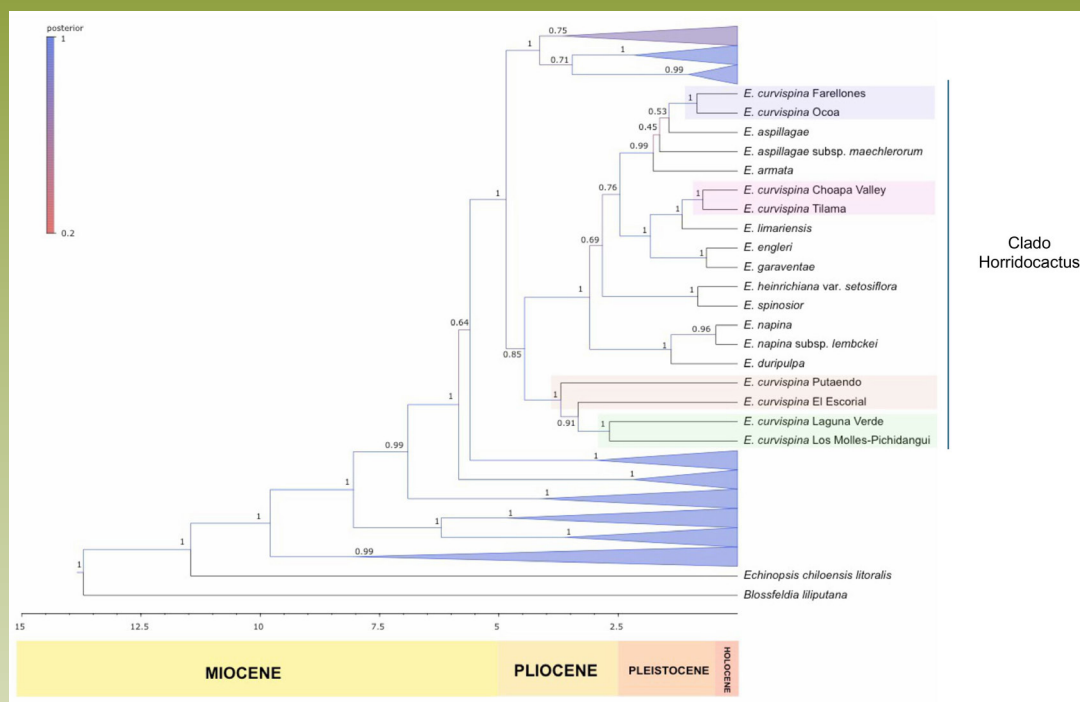 posterior
1
0.2
0.75
1
1
0.71
0.99
E. curvispina Farellones
1
E. curvispina Ocoa
0.53
E. aspillagae
0.45
E. aspillagae subsp. maechlerorum
0.99
E. armata
0.76
E. curvispina Choapa Valley
1
1
E. curvispina Tilama
1
E. limariensis
1
0.69
E. engleri
1
E. garaventae
E. heinrichiana var. setosiflora
1
1
E. spinosior
E. napina
0.96
E. napina subsp. lembckei
1
E. duripulpa
0.64
0.85
E. curvispina Putaendo
1
E. curvispina El Escorial
0.91
E. curvispina Laguna Verde
1
E. curvispina Los Molles-Pichidangui
Clado
Horridocactus
1
0.99
1
1
1
1
1
1
1
1
1
0.99
1
Echinopsis chiloensis litoralis
1
Blossfeldia liliputana
15 12.5 10 7.5 5 2.5
MIOCENE PLIOCENE PLEISTOCENE HOLOCENE